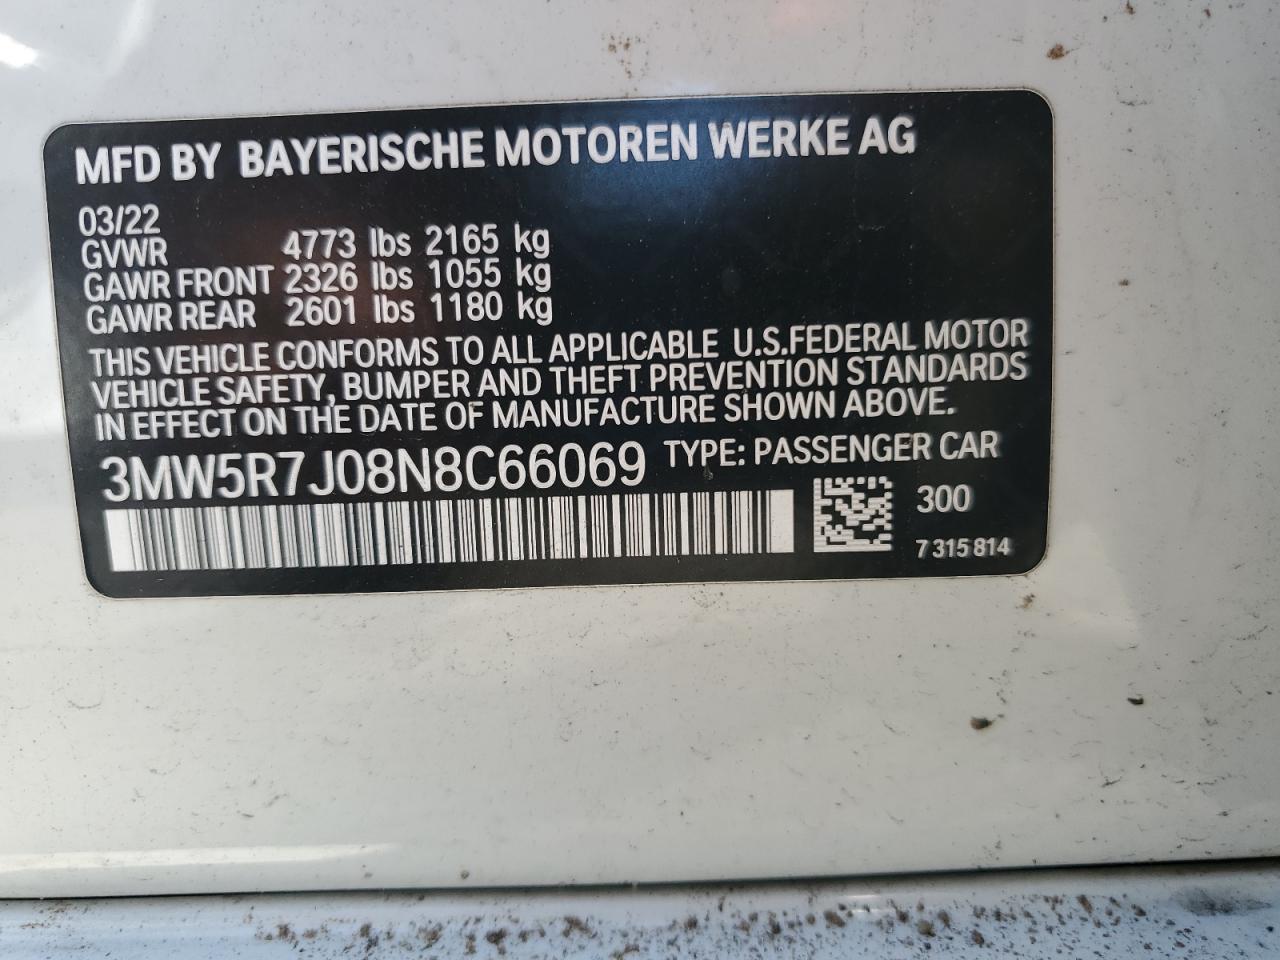 MFD BY BAYERISCHE MOTOREN WERKE AG
03/22
GVWR 4773 lbs 2165 kg
GAWR FRONT 2326 lbs 1055 kg
GAWR REAR 2601 lbs 1180 kg
THIS VEHICLE CONFORMS TO ALL APPLICABLE U.S.FEDERAL MOTOR
VEHICLE SAFETY, BUMPER AND THEFT PREVENTION STANDARDS
IN EFFECT ON THE DATE OF MANUFACTURE SHOWN ABOVE.
3MW5R7J08N8C66069 TYPE: PASSENGER CAR
300
7 315 814